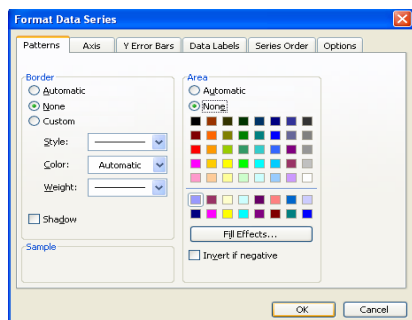 Format Data Series
Patterns Axis Y Error Bars Data Labels Series Order Options
Border
Automatic
None
Custom
Style:
Color: Automatic
Weight:
Shadow
Sample
Area
Automatic
None
Fill Effects...
Invert if negative
OK Cancel